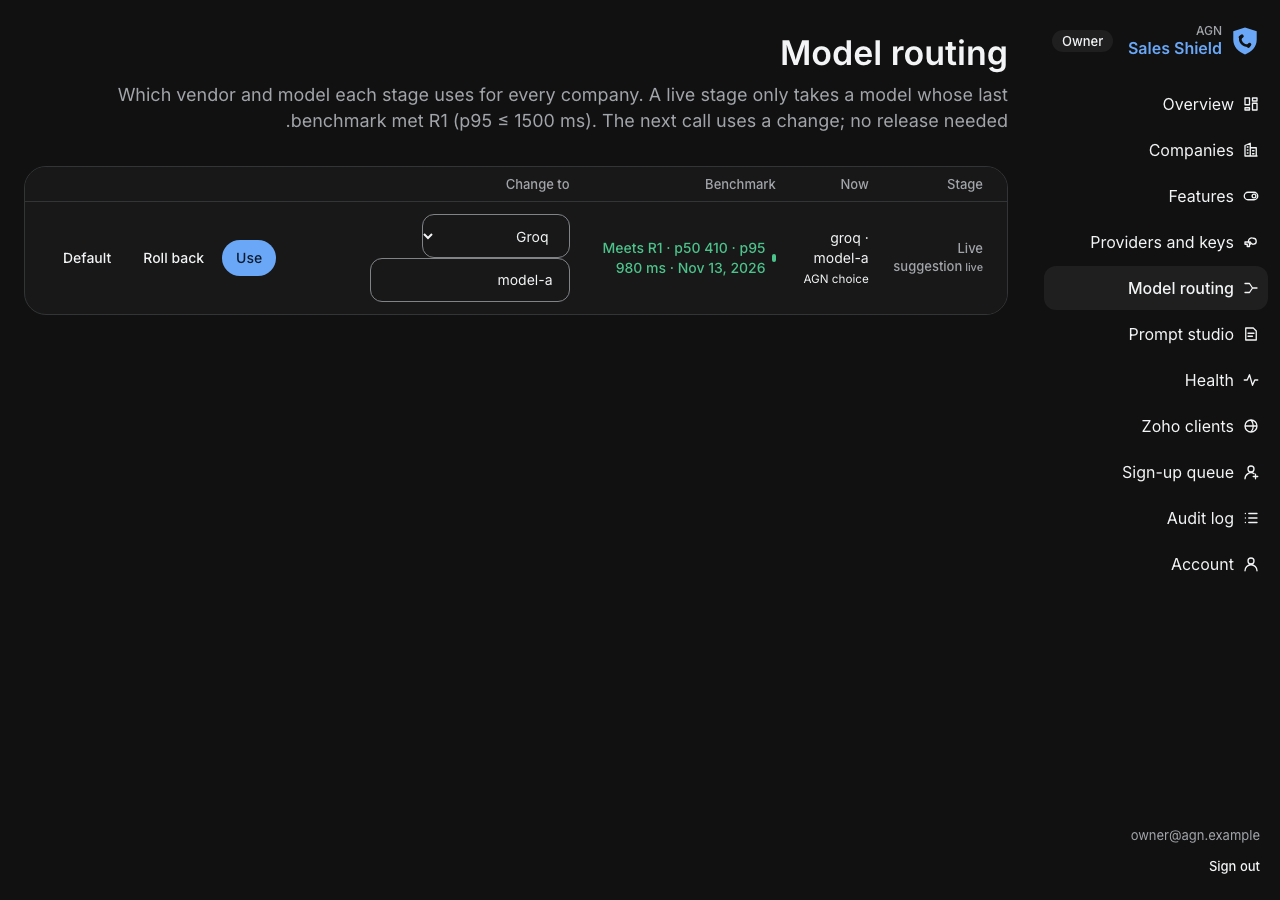 AGN
Sales Shield
Owner
Overview
Companies
Features
Providers and keys
Model routing
Prompt studio
Health
Zoho clients
Sign-up queue
Audit log
Account
owner@agn.example
Sign out
Model routing
Which vendor and model each stage uses for every company. A live stage only takes a model whose last
.benchmark met R1 (p95 ≤ 1500 ms). The next call uses a change; no release needed
Stage
Now
Benchmark
Change to
Live
suggestion live
groq ·
model-a
AGN choice
Meets R1 · p50 410 · p95
980 ms · Nov 13, 2026
Groq
model-a
Use
Roll back
Default